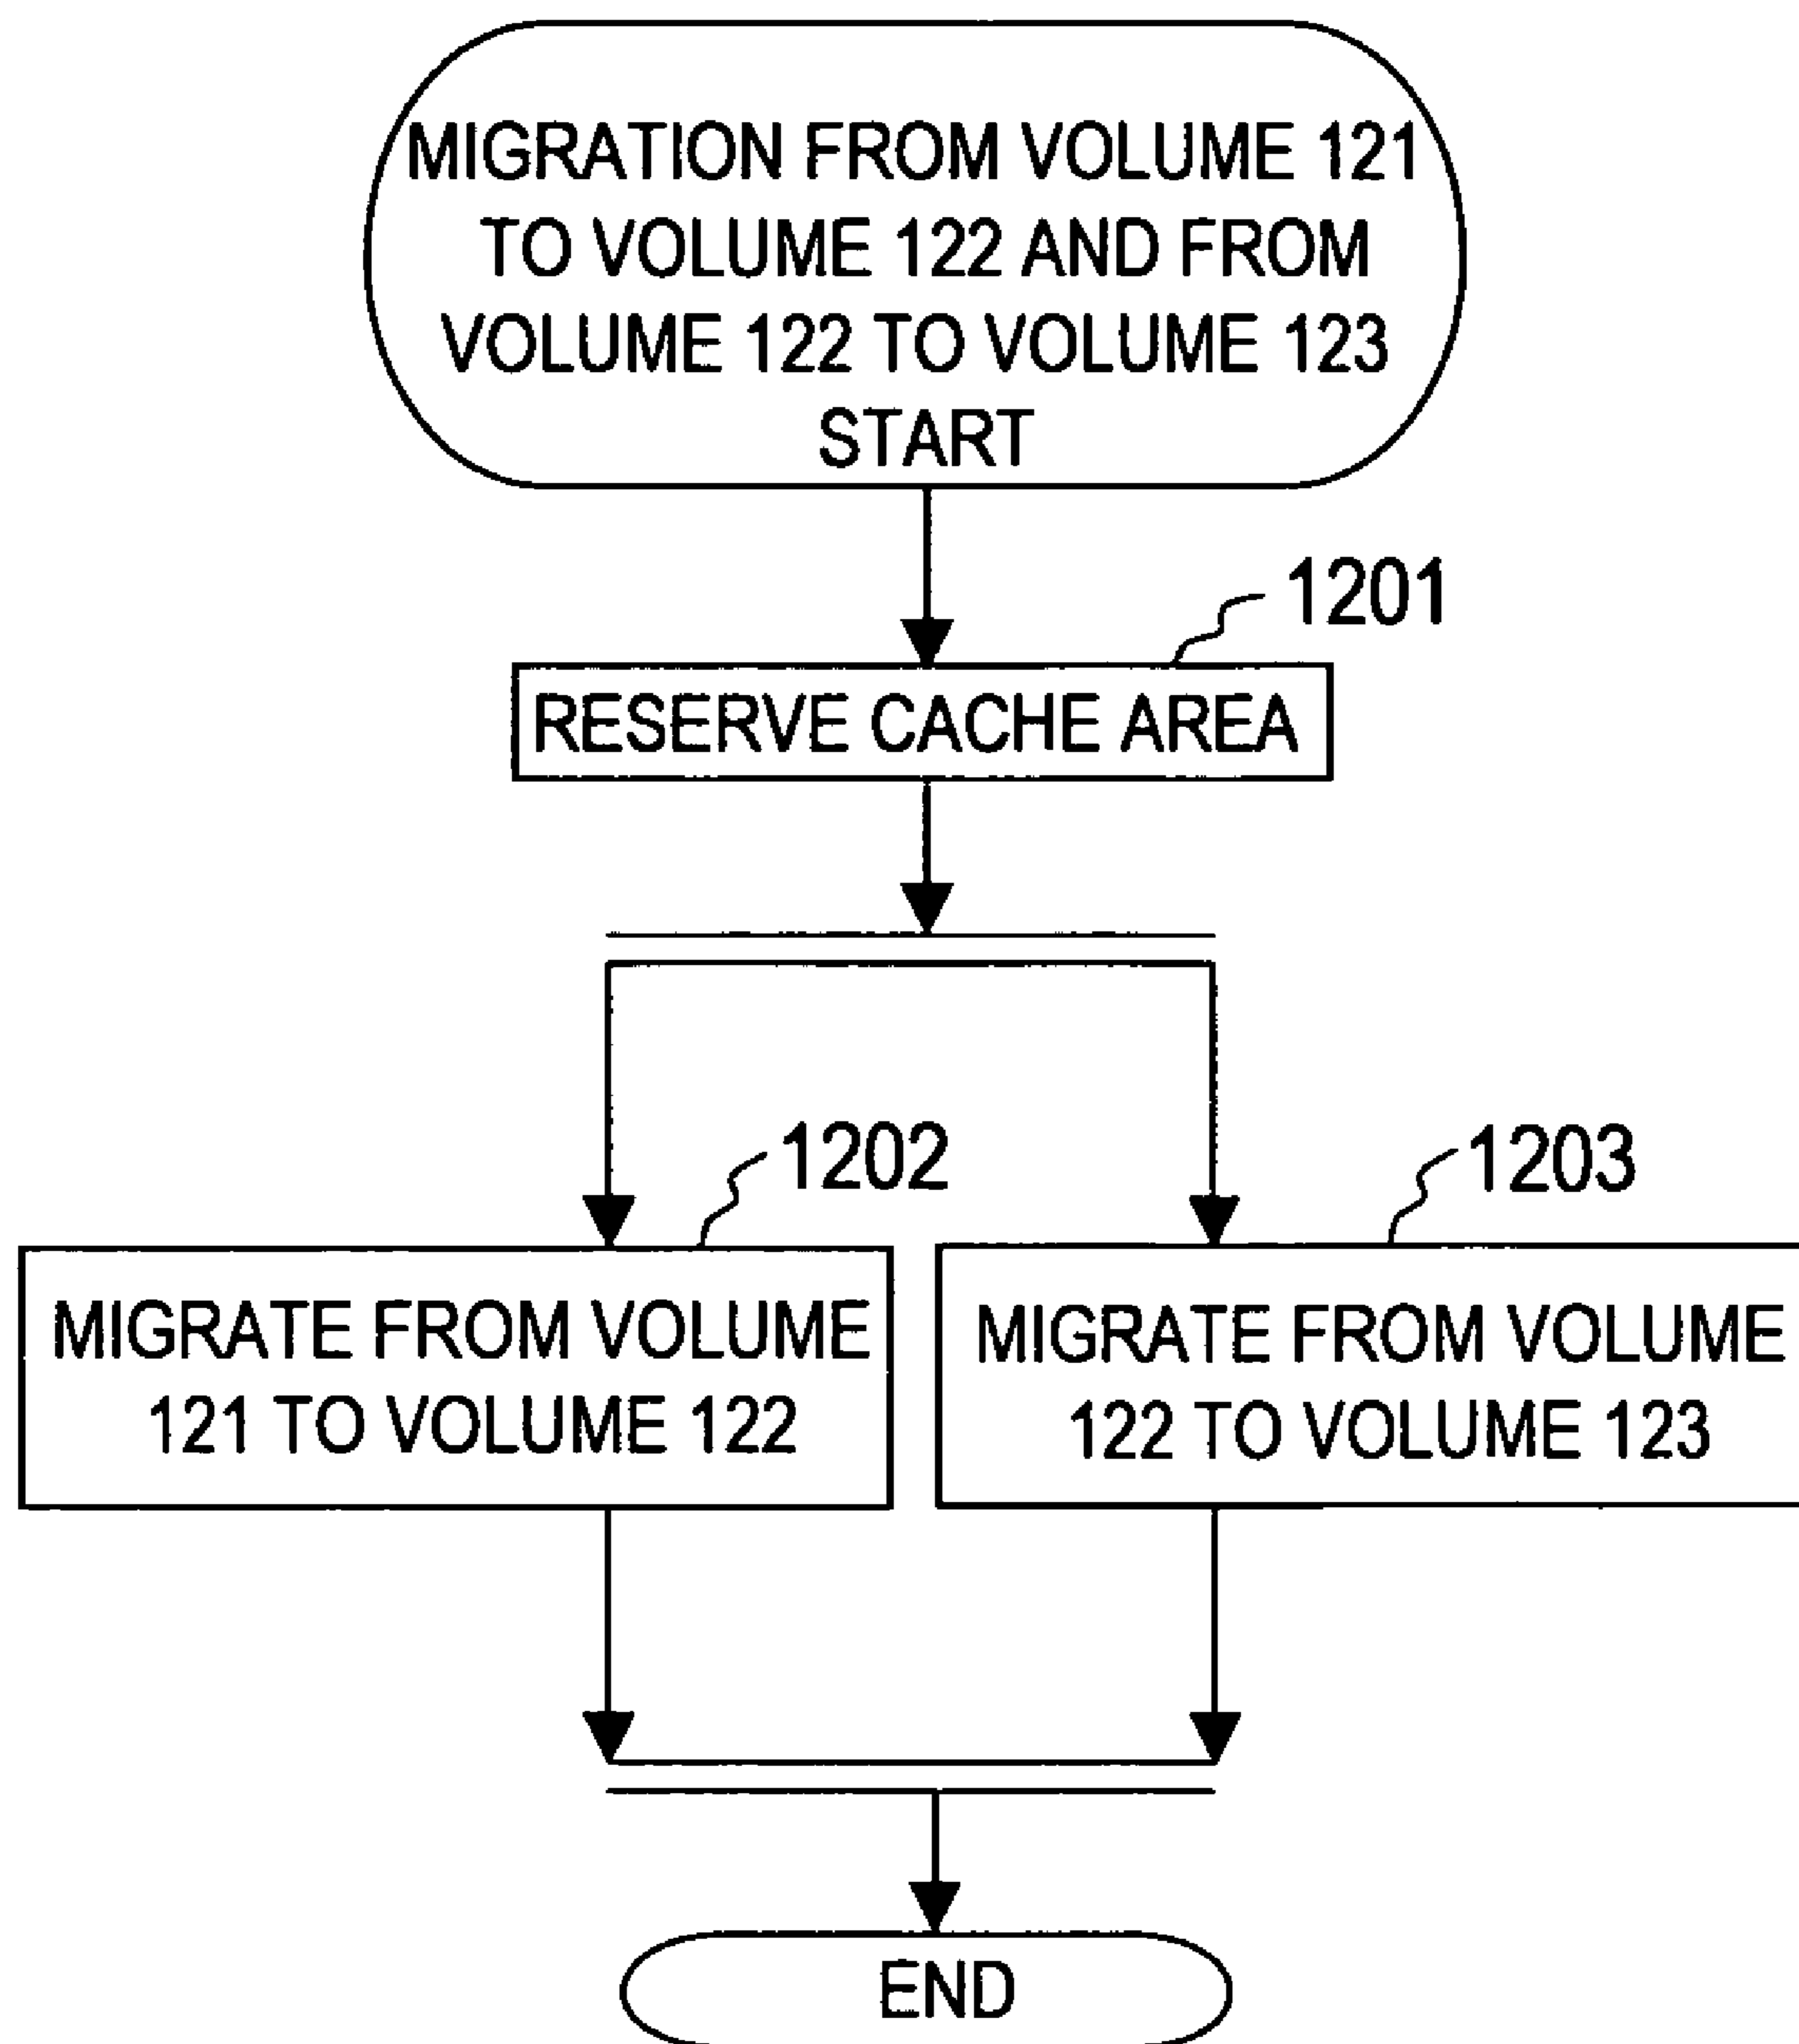 MIGRATION FROM VOLUME 121
TO VOLUME 122 AND FROM
VOLUME 122 TO VOLUME 123
START
1201
RESERVE CACHE AREA
1202
1203
MIGRATE FROM VOLUME
121 TO VOLUME 122
MIGRATE FROM VOLUME
122 TO VOLUME 123
END